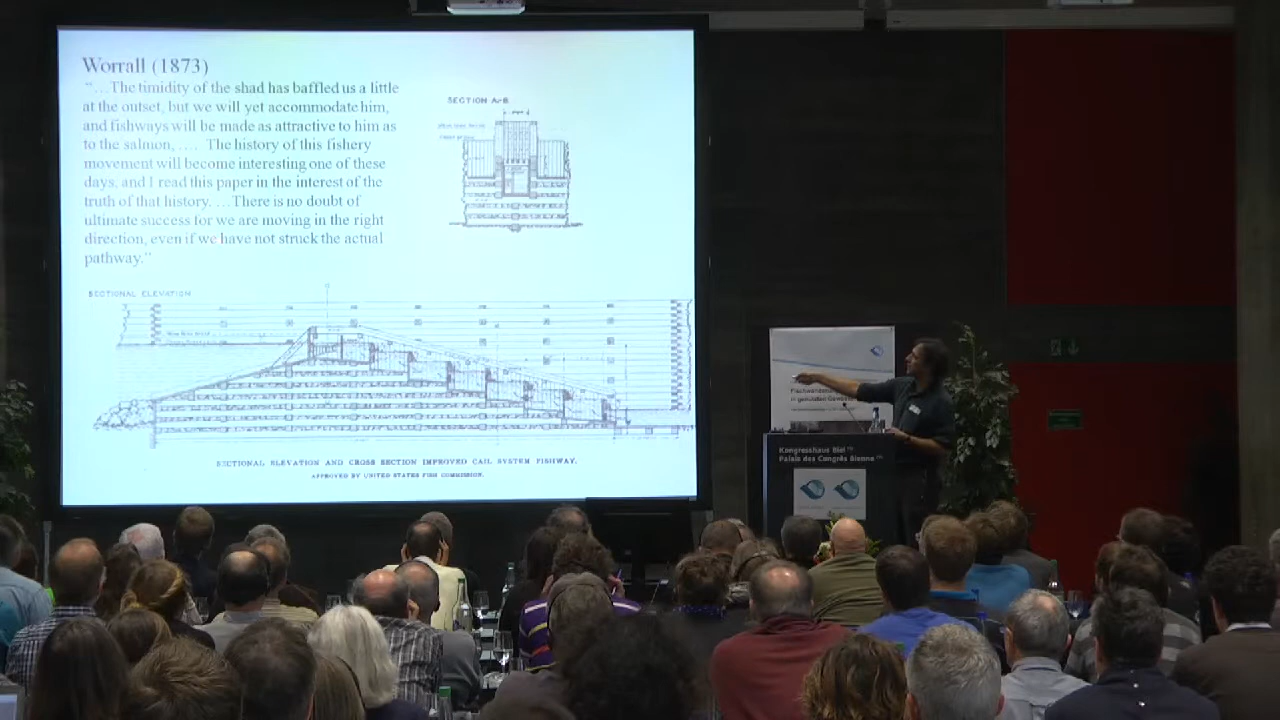 Worrall (1873)
“…The timidity of the shad has baffled us a little
at the outset, but we will yet accommodate him,
and fishways will be made as attractive to him as
to the salmon, …. The history of this fishery
movement will become interesting one of these
days, and I read this paper in the interest of the
truth of that history. …There is no doubt of
ultimate success for we are moving in the right
direction, even if we have not struck the actual
pathway.”
SECTION A-B
SECTIONAL ELEVATION
SECTIONAL ELEVATION AND CROSS SECTION IMPROVED CAIL SYSTEM FISHWAY.
APPROVED BY UNITED STATES FISH COMMISSION.
Kongresshaus Biel
Palais des Congrès Bienne